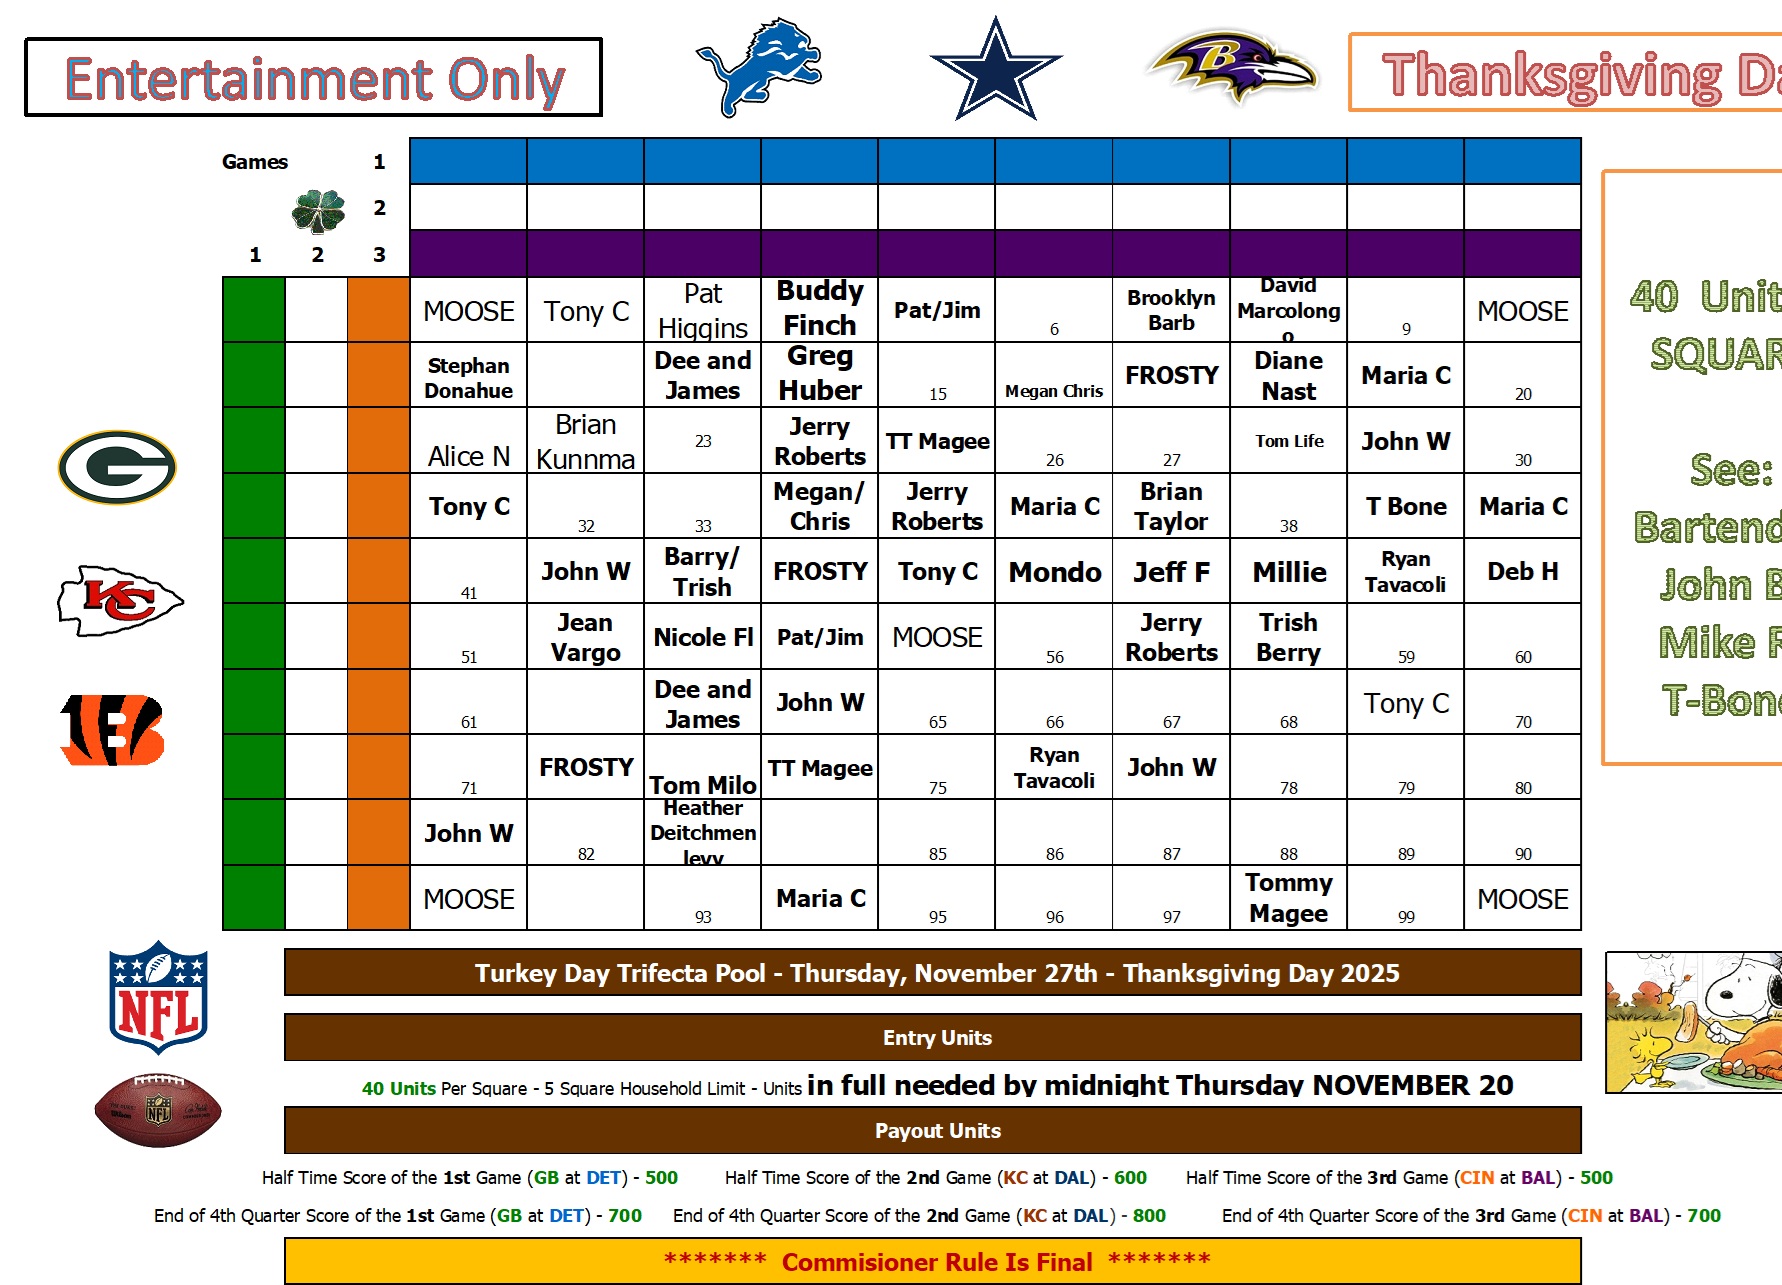 Entertainment Only
Thanksgiving Da
Games 1
2
1 2 3
MOOSE Tony C Pat Higgins Buddy Finch Pat/Jim 6 Brooklyn Barb David Marcolongo 9 MOOSE
Stephan Donahue Dee and James Greg Huber 15 Megan Chris FROSTY Diane Nast Maria C 20
Alice N Brian Kunnma 23 Jerry Roberts TT Magee 26 27 Tom Life John W 30
Tony C 32 33 Megan/ Chris Jerry Roberts Maria C Brian Taylor 38 T Bone Maria C
41 John W Barry/ Trish FROSTY Tony C Mondo Jeff F Millie Ryan Tavacoli Deb H
51 Jean Vargo Nicole Fl Pat/Jim MOOSE 56 Jerry Roberts Trish Berry 59 60
61 Dee and James John W 65 66 67 68 Tony C 70
71 FROSTY Tom Milo TT Magee 75 Ryan Tavacoli John W 78 79 80
John W 82 Heather Deitchmen levy 85 86 87 88 89 90
MOOSE 93 Maria C 95 96 97 Tommy Magee 99 MOOSE
40 Unit
SQUAR
See:
Bartend
John B
Mike R
T-Bone
G
KC
B
B
NFL
NFL
Turkey Day Trifecta Pool - Thursday, November 27th - Thanksgiving Day 2025
Entry Units
40 Units Per Square - 5 Square Household Limit - Units in full needed by midnight Thursday NOVEMBER 20
Payout Units
Half Time Score of the 1st Game (GB at DET) - 500 Half Time Score of the 2nd Game (KC at DAL) - 600 Half Time Score of the 3rd Game (CIN at BAL) - 500
End of 4th Quarter Score of the 1st Game (GB at DET) - 700 End of 4th Quarter Score of the 2nd Game (KC at DAL) - 800 End of 4th Quarter Score of the 3rd Game (CIN at BAL) - 700
******* Commisioner Rule Is Final *******